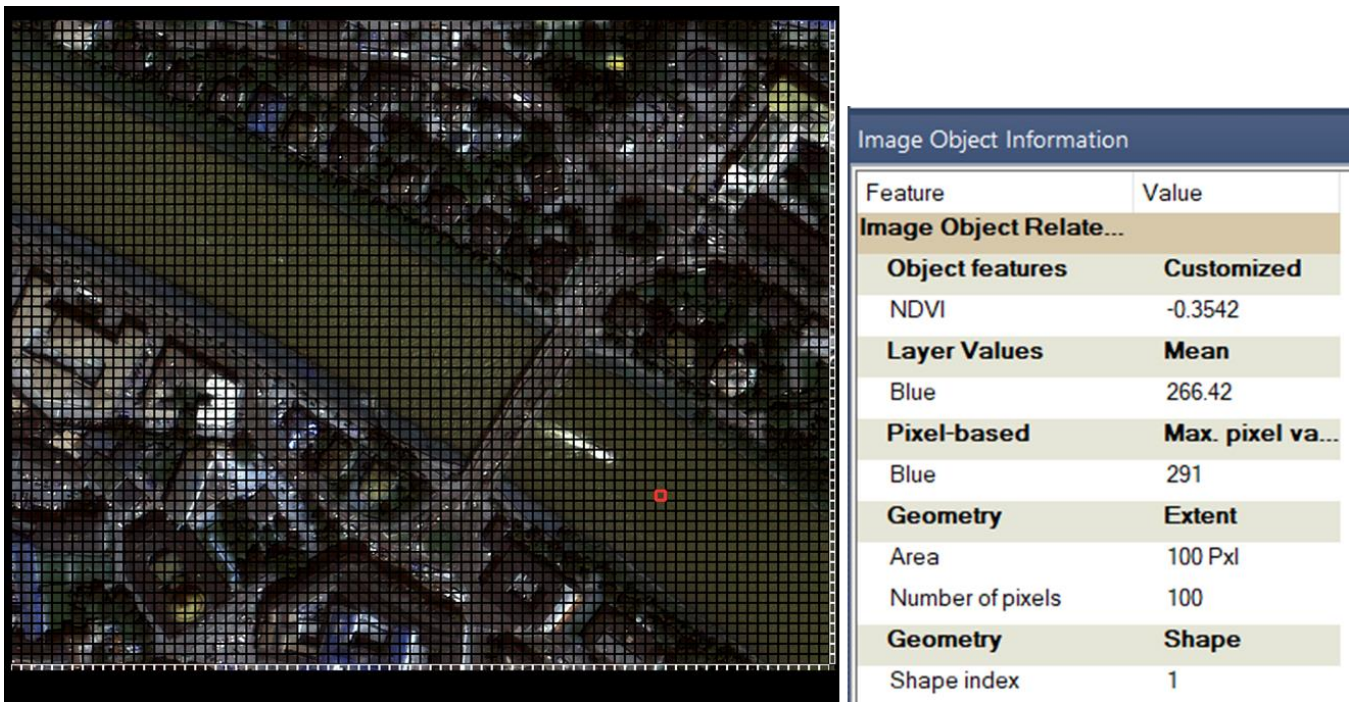 Image Object Information
Feature Value
Image Object Relate...
Object features Customized
NDVI -0.3542
Layer Values Mean
Blue 266.42
Pixel-based Max. pixel va...
Blue 291
Geometry Extent
Area 100 Pxl
Number of pixels 100
Geometry Shape
Shape index 1